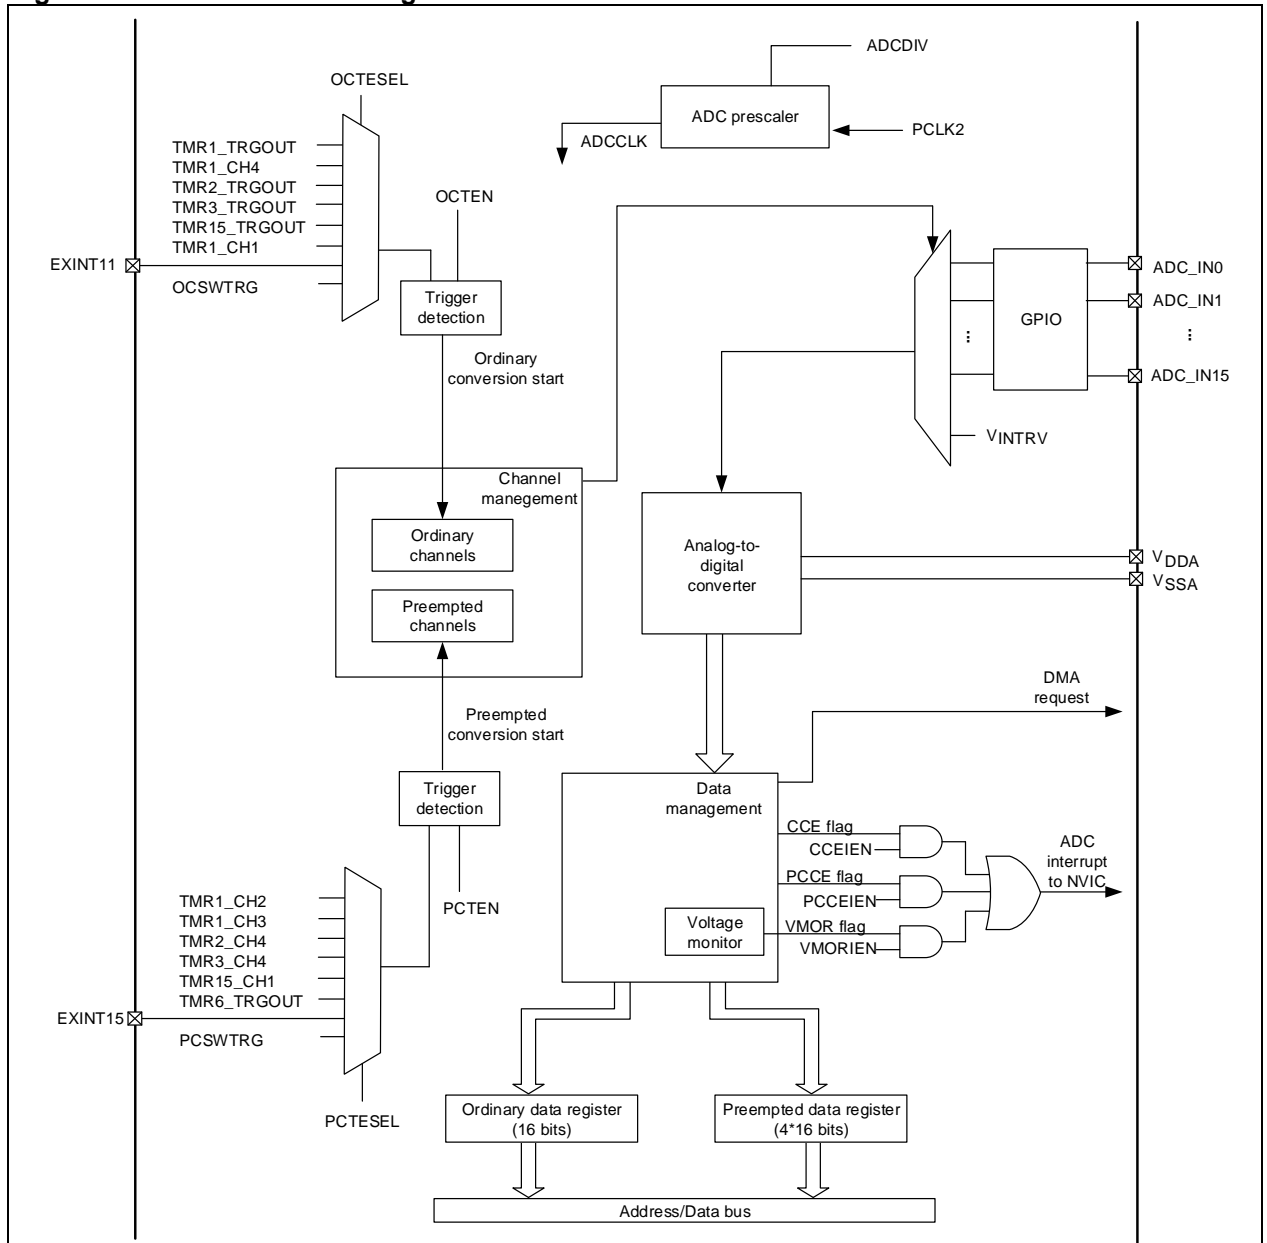 ADCDIV
OCTESEL
ADC prescaler
PCLK2
ADCCLK
TMR1_TRGOUT
TMR1_CH4
TMR2_TRGOUT
TMR3_TRGOUT
TMR15_TRGOUT
TMR1_CH1
EXINT11
OCSWTRG
OCTEN
Trigger
detection
Ordinary
conversion start
GPIO
ADC_IN0
ADC_IN1
...
...
ADC_IN15
VINTRV
Channel
manegement
Ordinary
channels
Preempted
channels
Analog-to-
digital
converter
VDDA
VSSA
Preempted
conversion start
DMA
request
Trigger
detection
PCTEN
Data
management
CCE flag
CCEIEN
PCCE flag
PCCEIEN
Voltage
monitor
VMOR flag
VMORIEN
ADC
interrupt
to NVIC
TMR1_CH2
TMR1_CH3
TMR2_CH4
TMR3_CH4
TMR15_CH1
TMR6_TRGOUT
EXINT15
PCSWTRG
PCTESEL
Ordinary data register
(16 bits)
Preempted data register
(4*16 bits)
Address/Data bus